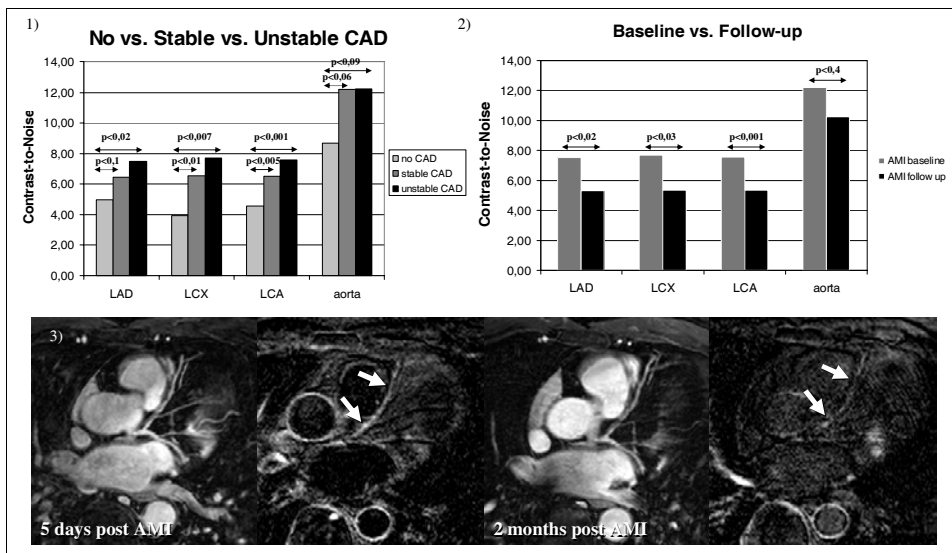 1)
No vs. Stable vs. Unstable CAD
14,00
12,00
10,00
8,00
6,00
4,00
2,00
0,00
Contrast-to-Noise
p<0,02
p<0,1
p<0,007
p<0,01
p<0,001
p<0,005
p<0,09
p<0,06
LAD
LCX
LCA
aorta
no CAD
stable CAD
unstable CAD
2)
Baseline vs. Follow-up
14,00
12,00
10,00
8,00
6,00
4,00
2,00
0,00
Contrast-to-Noise
p<0,02
p<0,03
p<0,001
p<0,4
LAD
LCX
LCA
aorta
AMI baseline
AMI follow up
3)
5 days post AMI
2 months post AMI